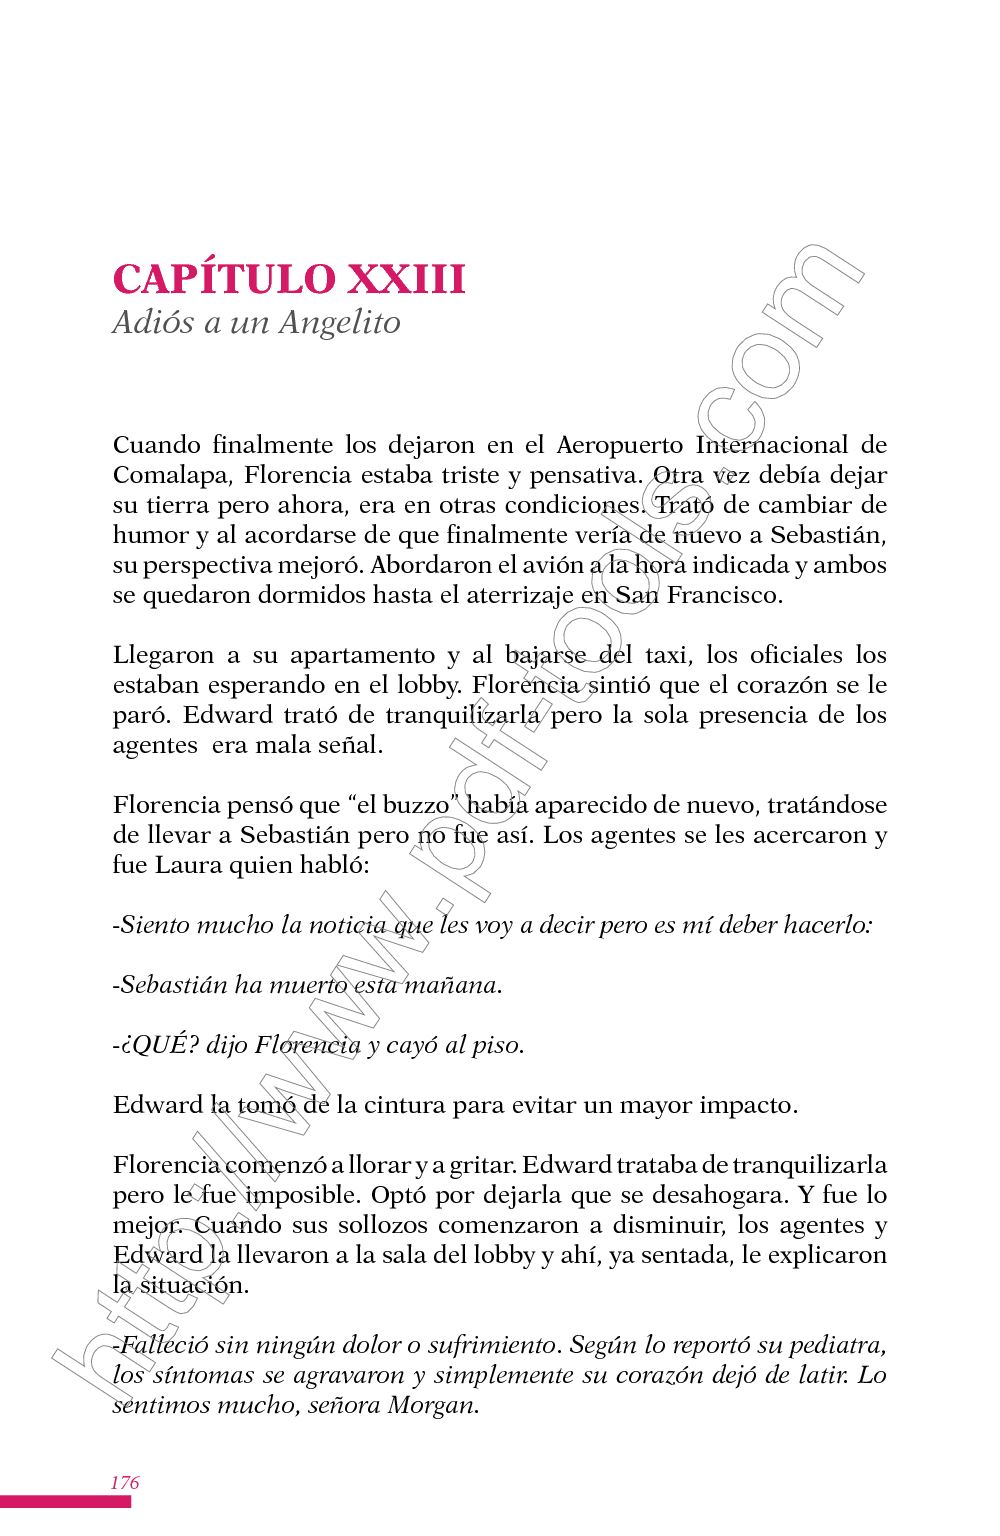 CAPÍTULO XXIII
Adiós a un Angelito
Cuando finalmente los dejaron en el Aeropuerto Internacional de
Comalapa, Florencia estaba triste y pensativa. Otra vez debía dejar
su tierra pero ahora, era en otras condiciones. Trató de cambiar de
humor y al acordarse de que finalmente vería de nuevo a Sebastián,
su perspectiva mejoró. Abordaron el avión a la hora indicada y ambos
se quedaron dormidos hasta el aterrizaje en San Francisco.
Llegaron a su apartamento y al bajarse del taxi, los oficiales los
estaban esperando en el lobby. Florencia sintió que el corazón se le
paró. Edward trató de tranquilizarla pero la sola presencia de los
agentes  era mala señal.
Florencia pensó que “el buzzo” había aparecido de nuevo, tratándose
de llevar a Sebastián pero no fue así. Los agentes se les acercaron y
fue Laura quien habló:
-Siento mucho la noticia que les voy a decir pero es mí deber hacerlo:
-Sebastián ha muerto esta mañana.
-¿QUÉ? dijo Florencia y cayó al piso.
Edward la tomó de la cintura para evitar un mayor impacto.
Florencia comenzó a llorar y a gritar. Edward trataba de tranquilizarla
pero le fue imposible. Optó por dejarla que se desahogara. Y fue lo
mejor. Cuando sus sollozos comenzaron a disminuir, los agentes y
Edward la llevaron a la sala del lobby y ahí, ya sentada, le explicaron
la situación.
-Falleció sin ningún dolor o sufrimiento. Según lo reportó su pediatra,
los síntomas se agravaron y simplemente su corazón dejó de latir. Lo
sentimos mucho, señora Morgan.
176
http://www.pdf-tools.com